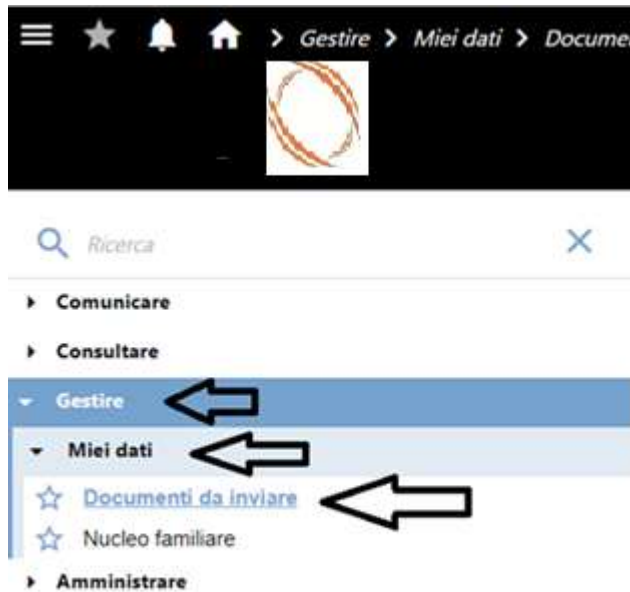 > Gestire > Miei dati > Docume
Ricerca
Comunicare
Consultare
Gestire
Miei dati
Documenti da inviare
Nucleo familiare
Amministrare